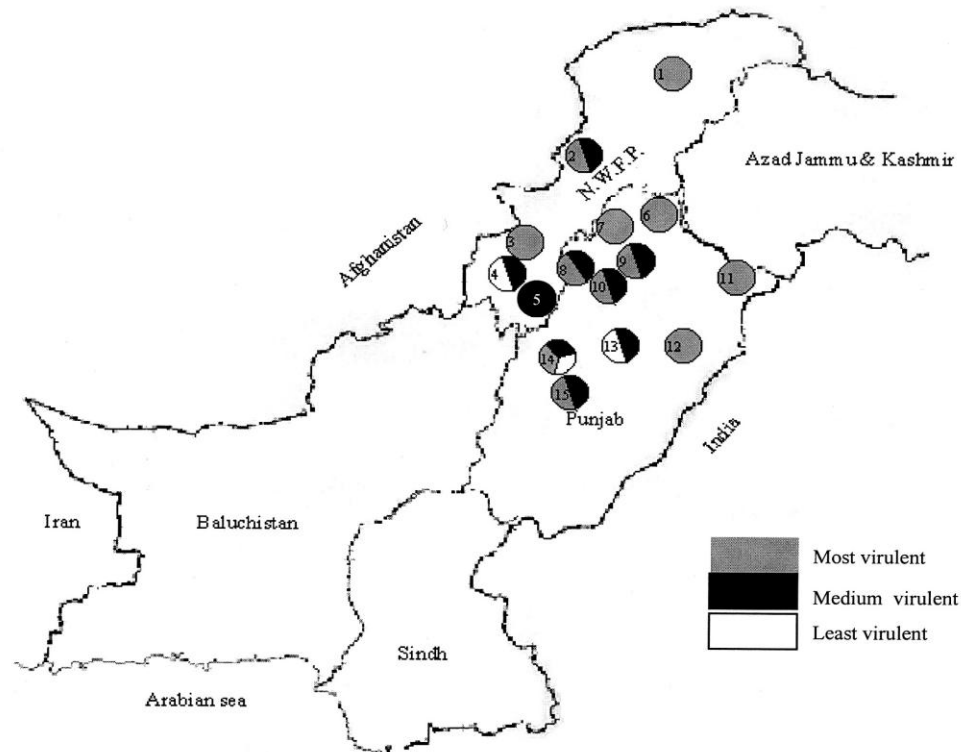 1
Azad Jammu & Kashmir
2
N.W.F.P.
6
7
3
Afghanistan
4
8
9
11
10
5
13
12
14
15
Punjab
India
Iran
Baluchistan
Most virulent
Medium virulent
Least virulent
Sindh
Arabian sea